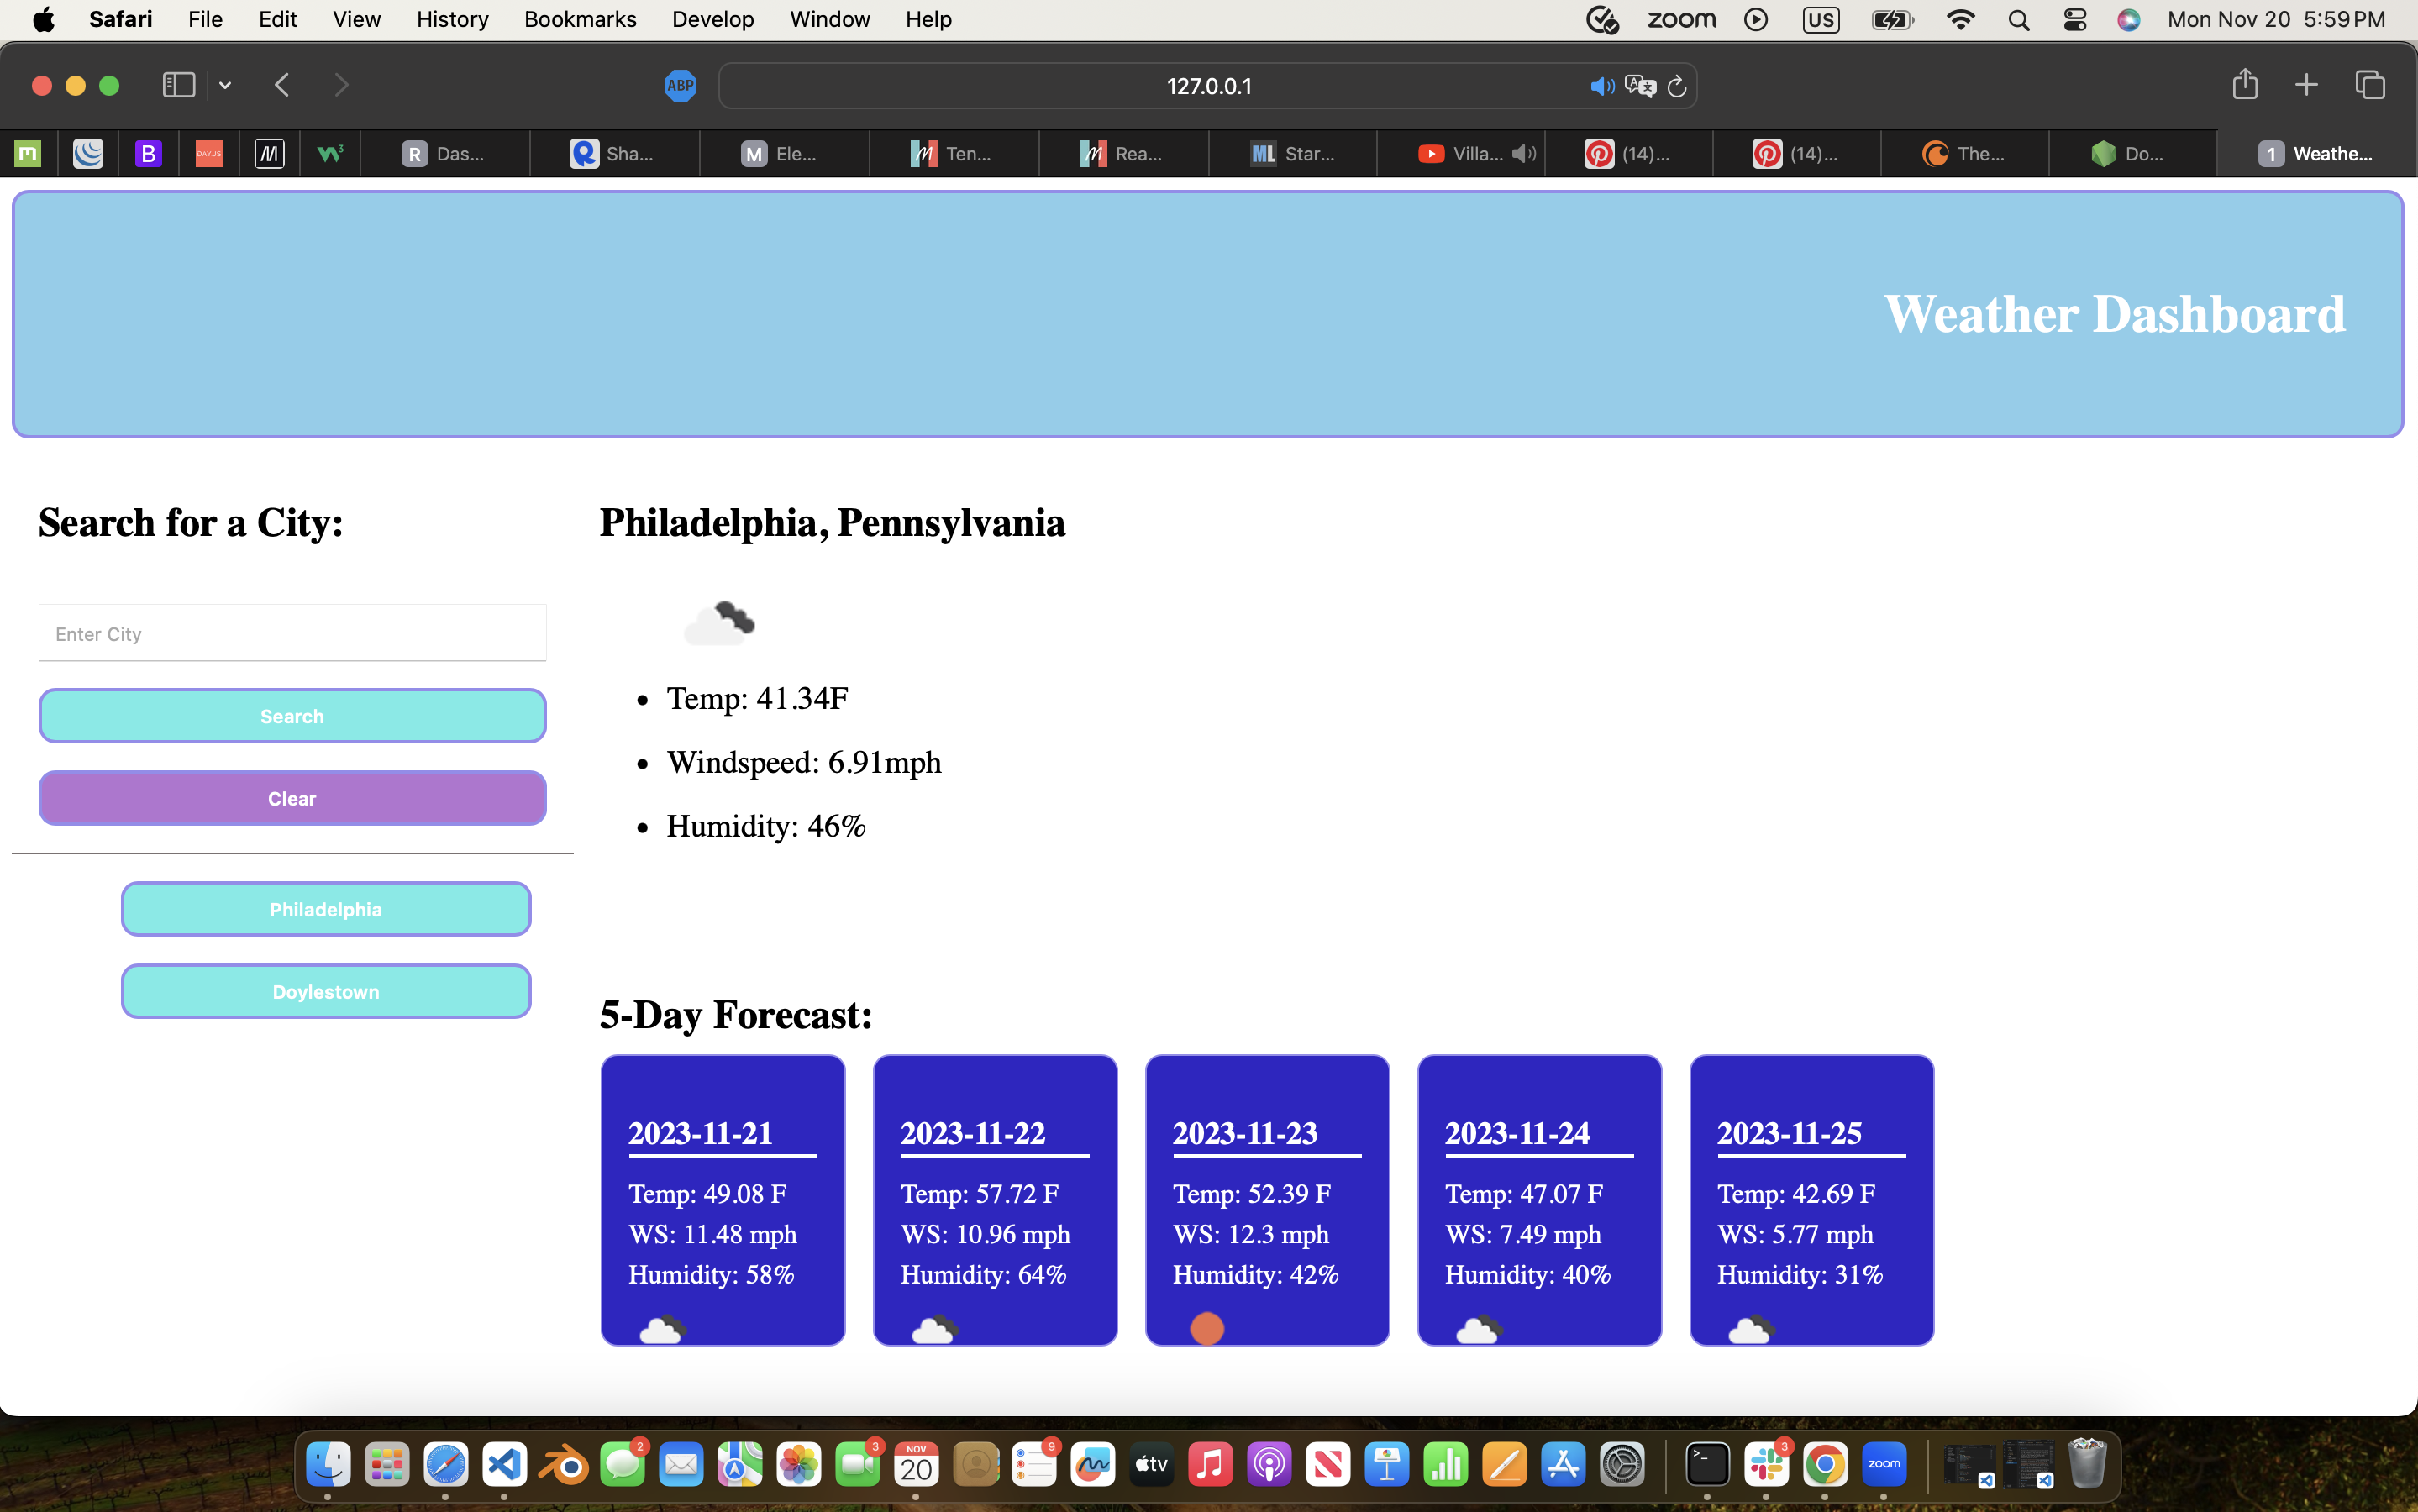 Safari File Edit View History Bookmarks Develop Window Help zoom US Mon Nov 20 5:59 PM
ABP 127.0.0.1
B DAY.JS W3 R Das... Sha... M Ele... Ten... Rea... ML Star... Villa... (14)... (14)... The... Do... 1 Weathe...
Weather Dashboard
Search for a City:
Enter City
Search
Clear
Philadelphia
Doylestown
Philadelphia, Pennsylvania
• Temp: 41.34F
• Windspeed: 6.91mph
• Humidity: 46%
5-Day Forecast:
2023-11-21
Temp: 49.08 F
WS: 11.48 mph
Humidity: 58%
2023-11-22
Temp: 57.72 F
WS: 10.96 mph
Humidity: 64%
2023-11-23
Temp: 52.39 F
WS: 12.3 mph
Humidity: 42%
2023-11-24
Temp: 47.07 F
WS: 7.49 mph
Humidity: 40%
2023-11-25
Temp: 42.69 F
WS: 5.77 mph
Humidity: 31%
2 3 NOV 20 9 tv 3 zoom